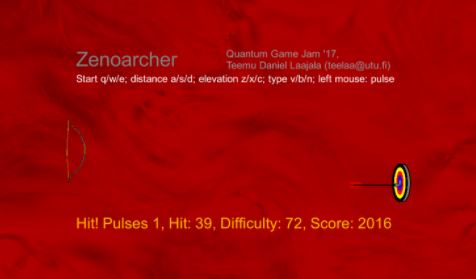 Zenoarcher
Quantum Game Jam '17,
Teemu Daniel Laajala (teelaa@utu.fi)
Start q/w/e; distance a/s/d; elevation z/x/c; type v/b/n; left mouse: pulse
Hit! Pulses 1, Hit: 39, Difficulty: 72, Score: 2016